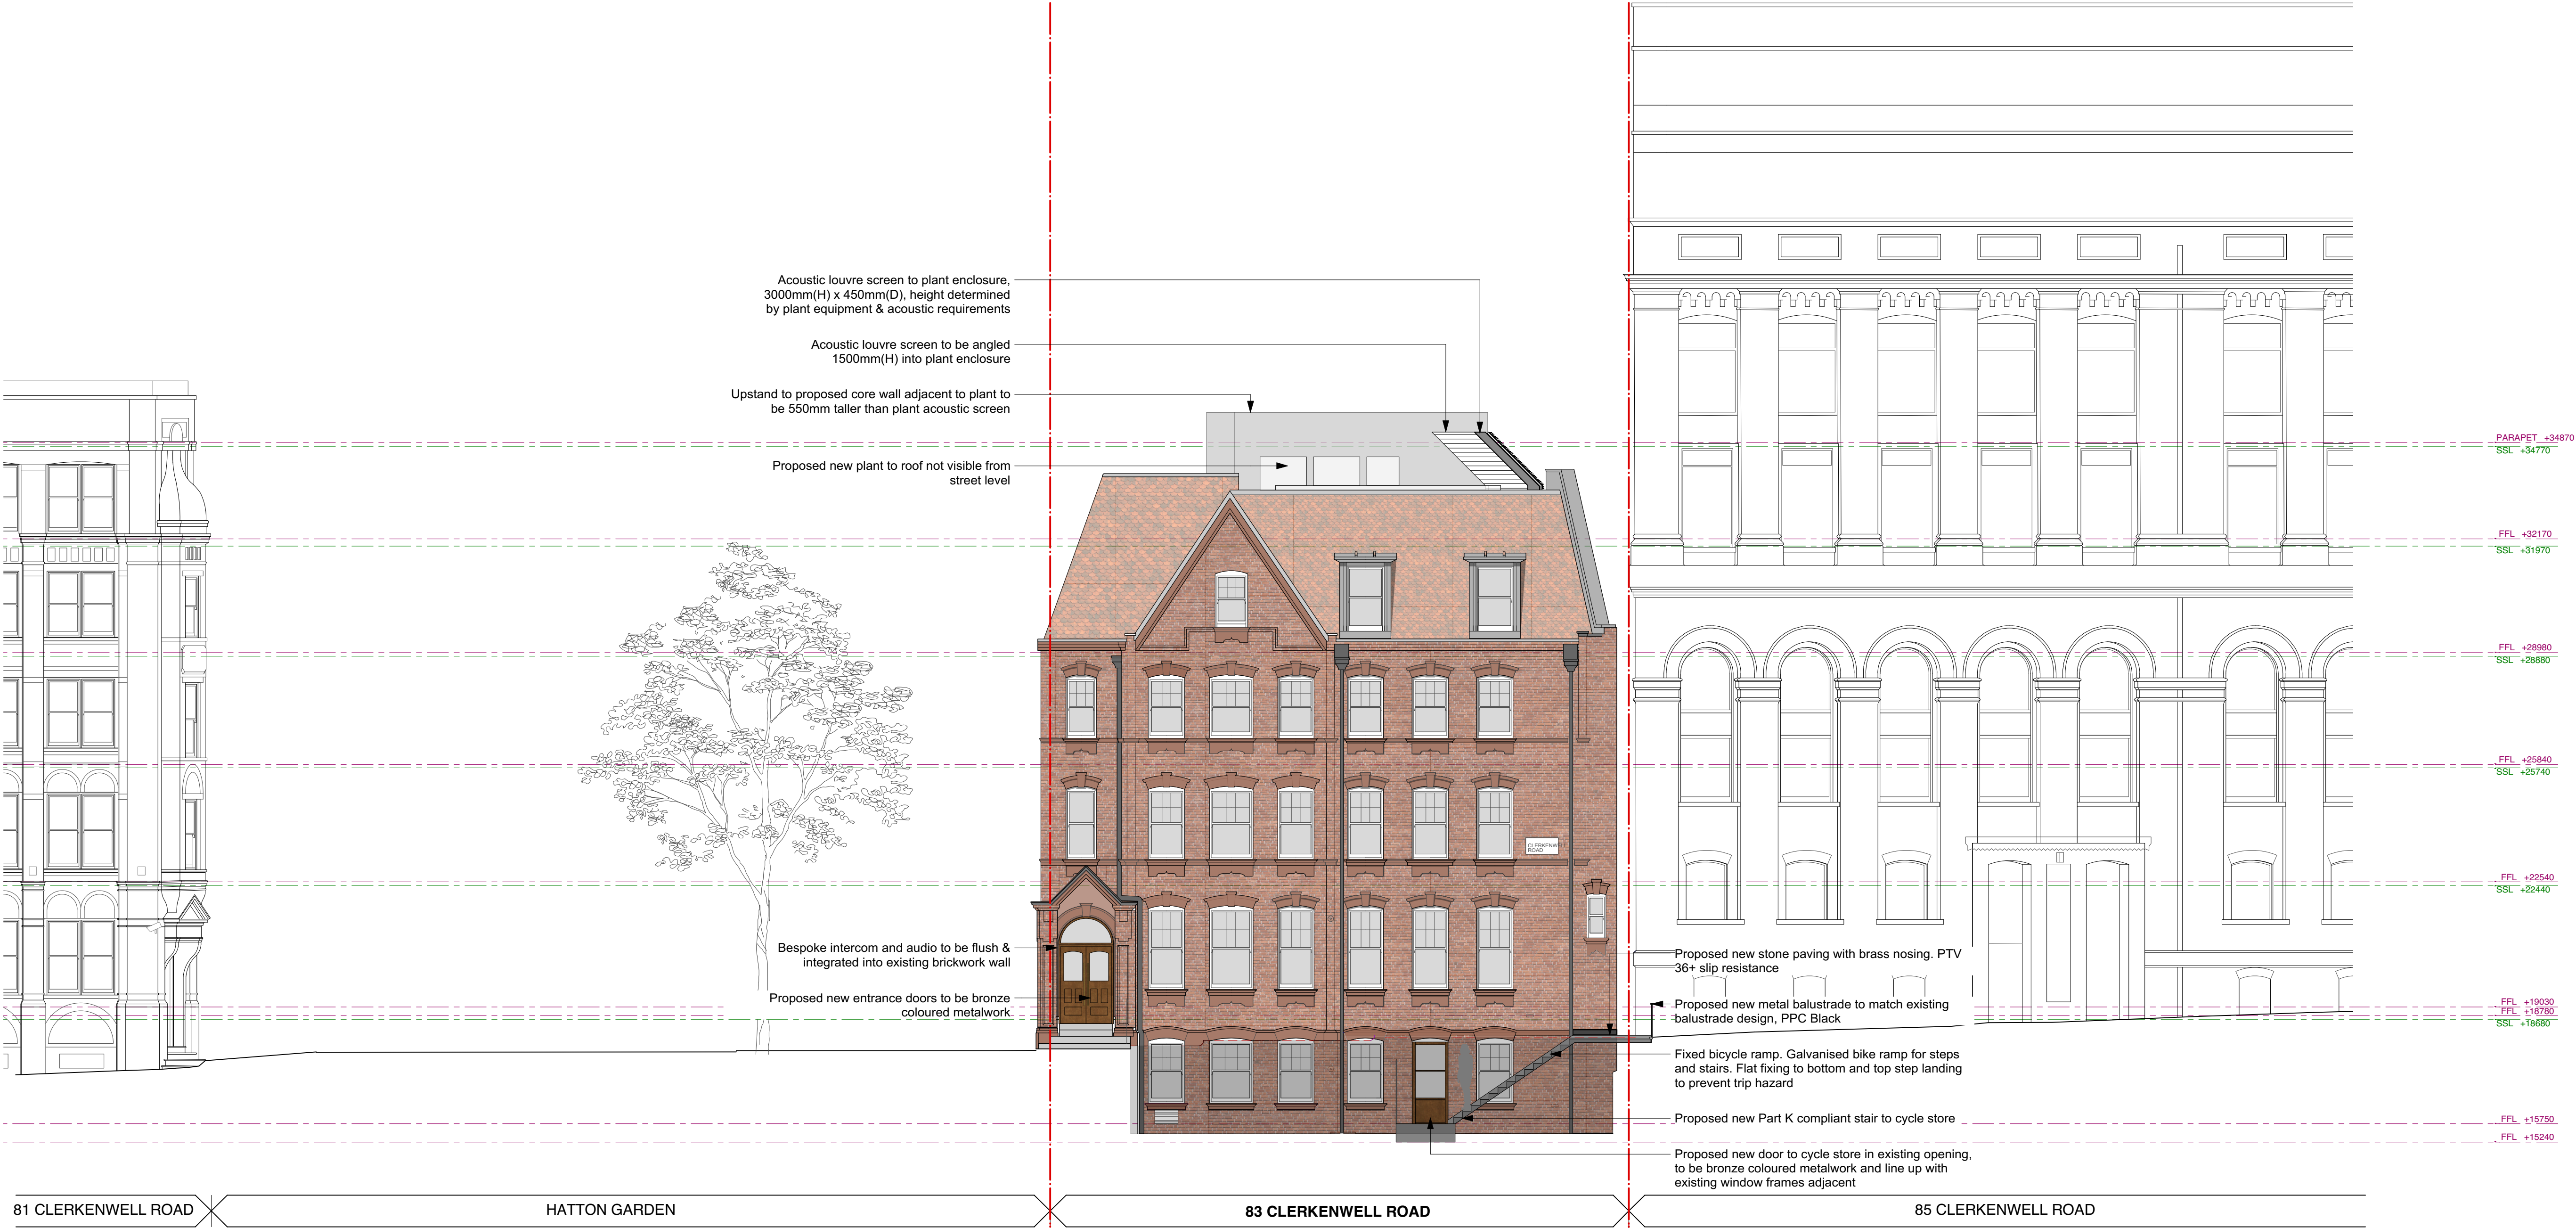 Acoustic louvre screen to plant enclosure,
3000mm(H) x 450mm(D), height determined
by plant equipment & acoustic requirements
Acoustic louvre screen to be angled
1500mm(H) into plant enclosure
Upstand to proposed core wall adjacent to plant to
be 550mm taller than plant acoustic screen
Proposed new plant to roof not visible from
street level
PARAPET +34870
SSL +34770
FFL +32170
SSL +31970
FFL +28980
SSL +28880
FFL +25840
SSL +25740
CLERKENWELL
ROAD
FFL +22540
SSL +22440
Bespoke intercom and audio to be flush &
integrated into existing brickwork wall
Proposed new entrance doors to be bronze
coloured metalwork
Proposed new stone paving with brass nosing. PTV
36+ slip resistance
Proposed new metal balustrade to match existing
balustrade design, PPC Black
FFL +19030
FFL +18780
SSL +18680
Fixed bicycle ramp. Galvanised bike ramp for steps
and stairs. Flat fixing to bottom and top step landing
to prevent trip hazard
Proposed new Part K compliant stair to cycle store
FFL +15750
FFL +15240
Proposed new door to cycle store in existing opening,
to be bronze coloured metalwork and line up with
existing window frames adjacent
81 CLERKENWELL ROAD
HATTON GARDEN
83 CLERKENWELL ROAD
85 CLERKENWELL ROAD